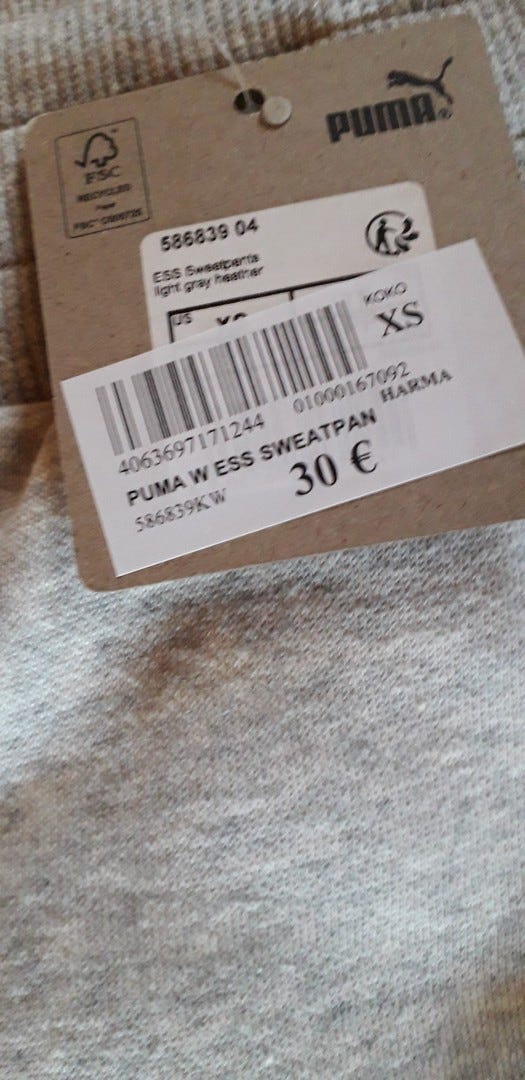 PUMA
FSC
RECYCLED
586839 04
ESS Sweatpants
light gray heather
US XS
KOKO
XS
4063697171244 01000167092
PUMA W ESS SWEATPAN HARMA
586839KW 30 €